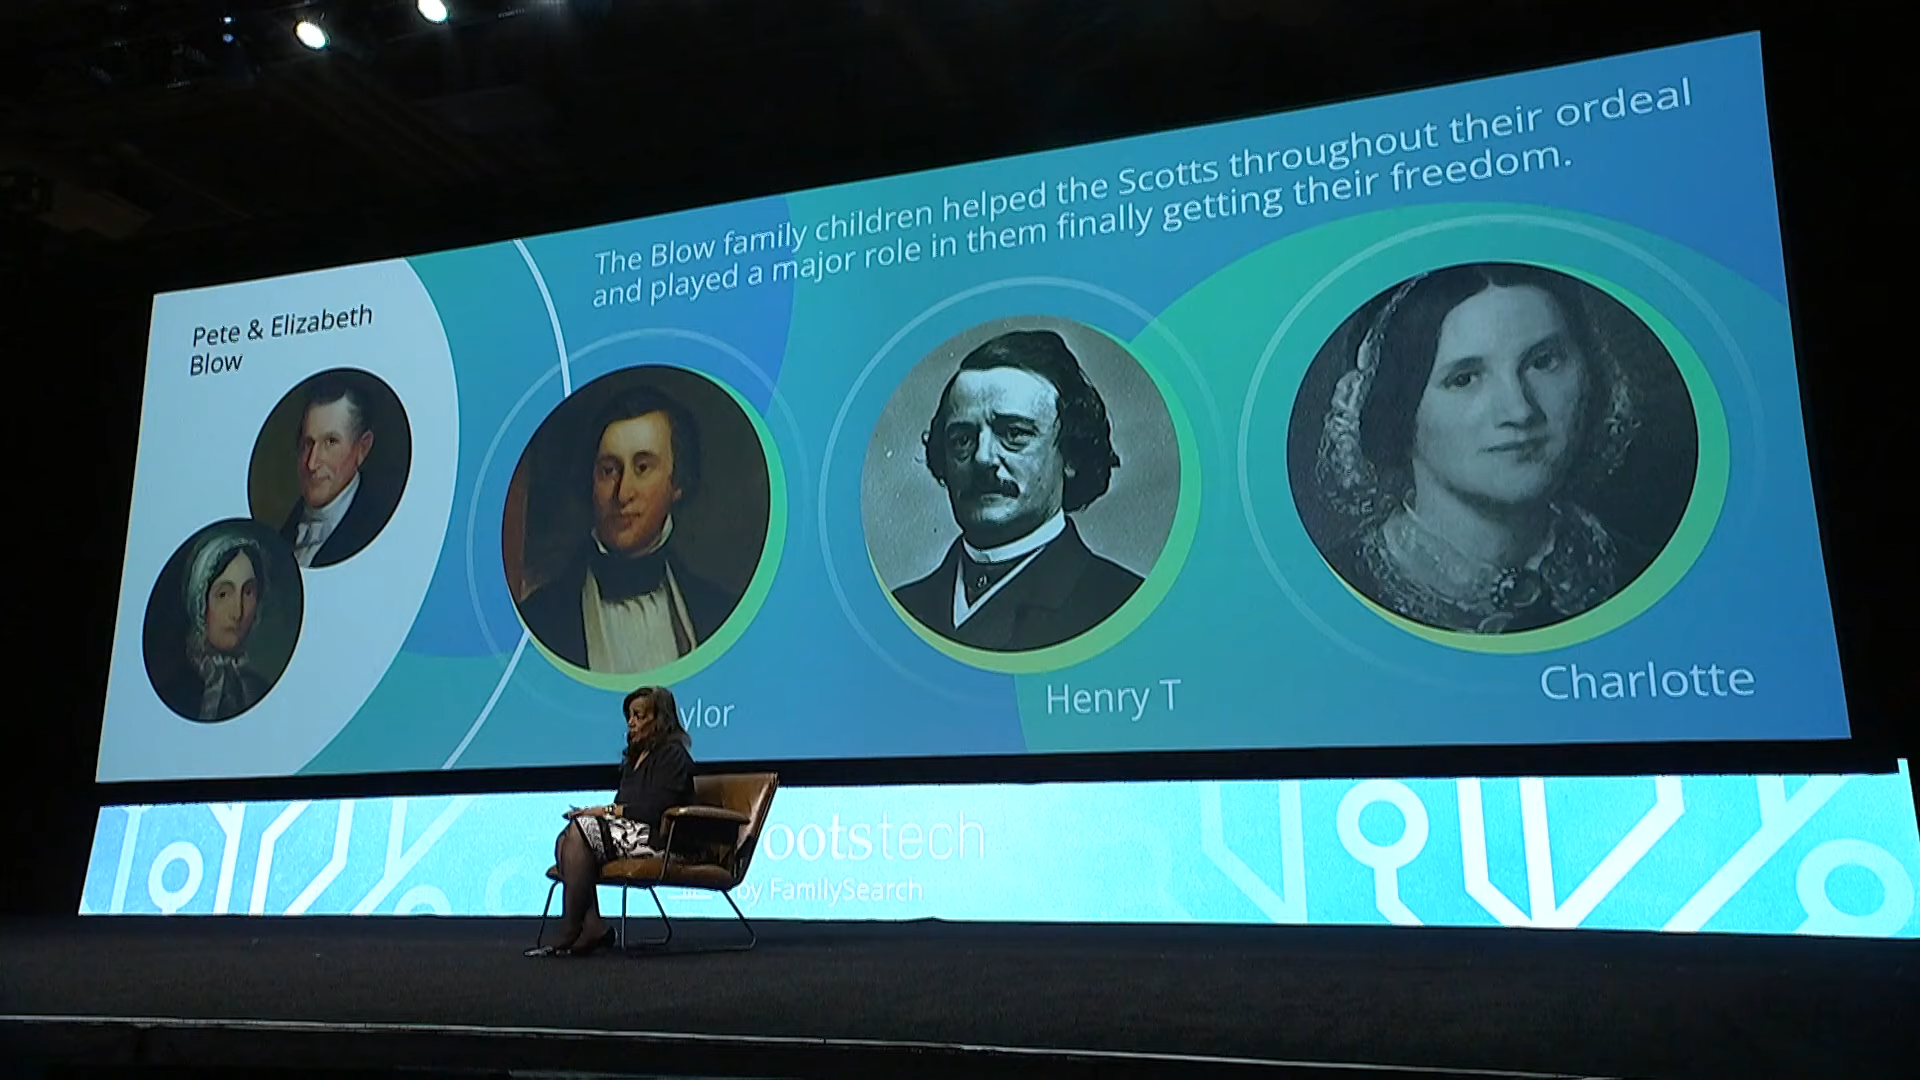 The Blow family children helped the Scotts throughout their ordeal
and played a major role in them finally getting their freedom.
Pete & Elizabeth
Blow
ylor
Henry T
Charlotte
ootstech
by FamilySearch